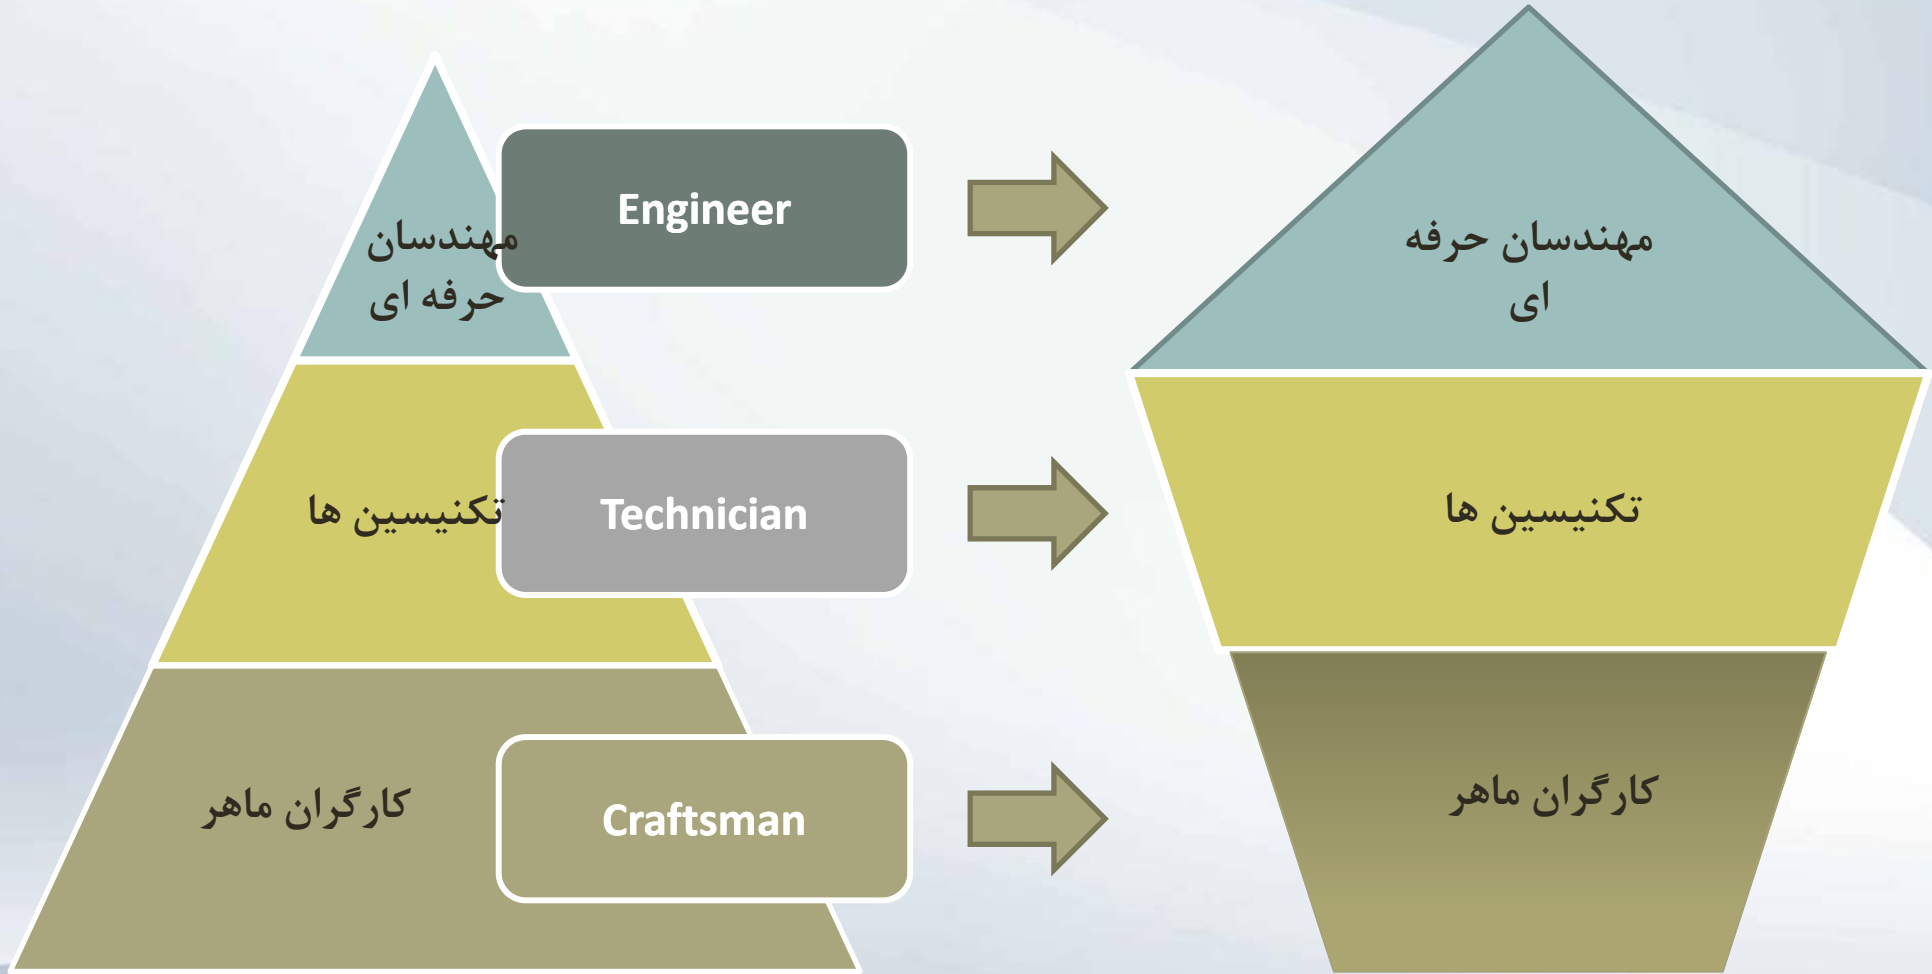 مهندسان
حرفه ای
Engineer
مهندسان حرفه
ای
تکنیسین ها
Technician
تکنیسین ها
کارگران ماهر
Craftsman
کارگران ماهر